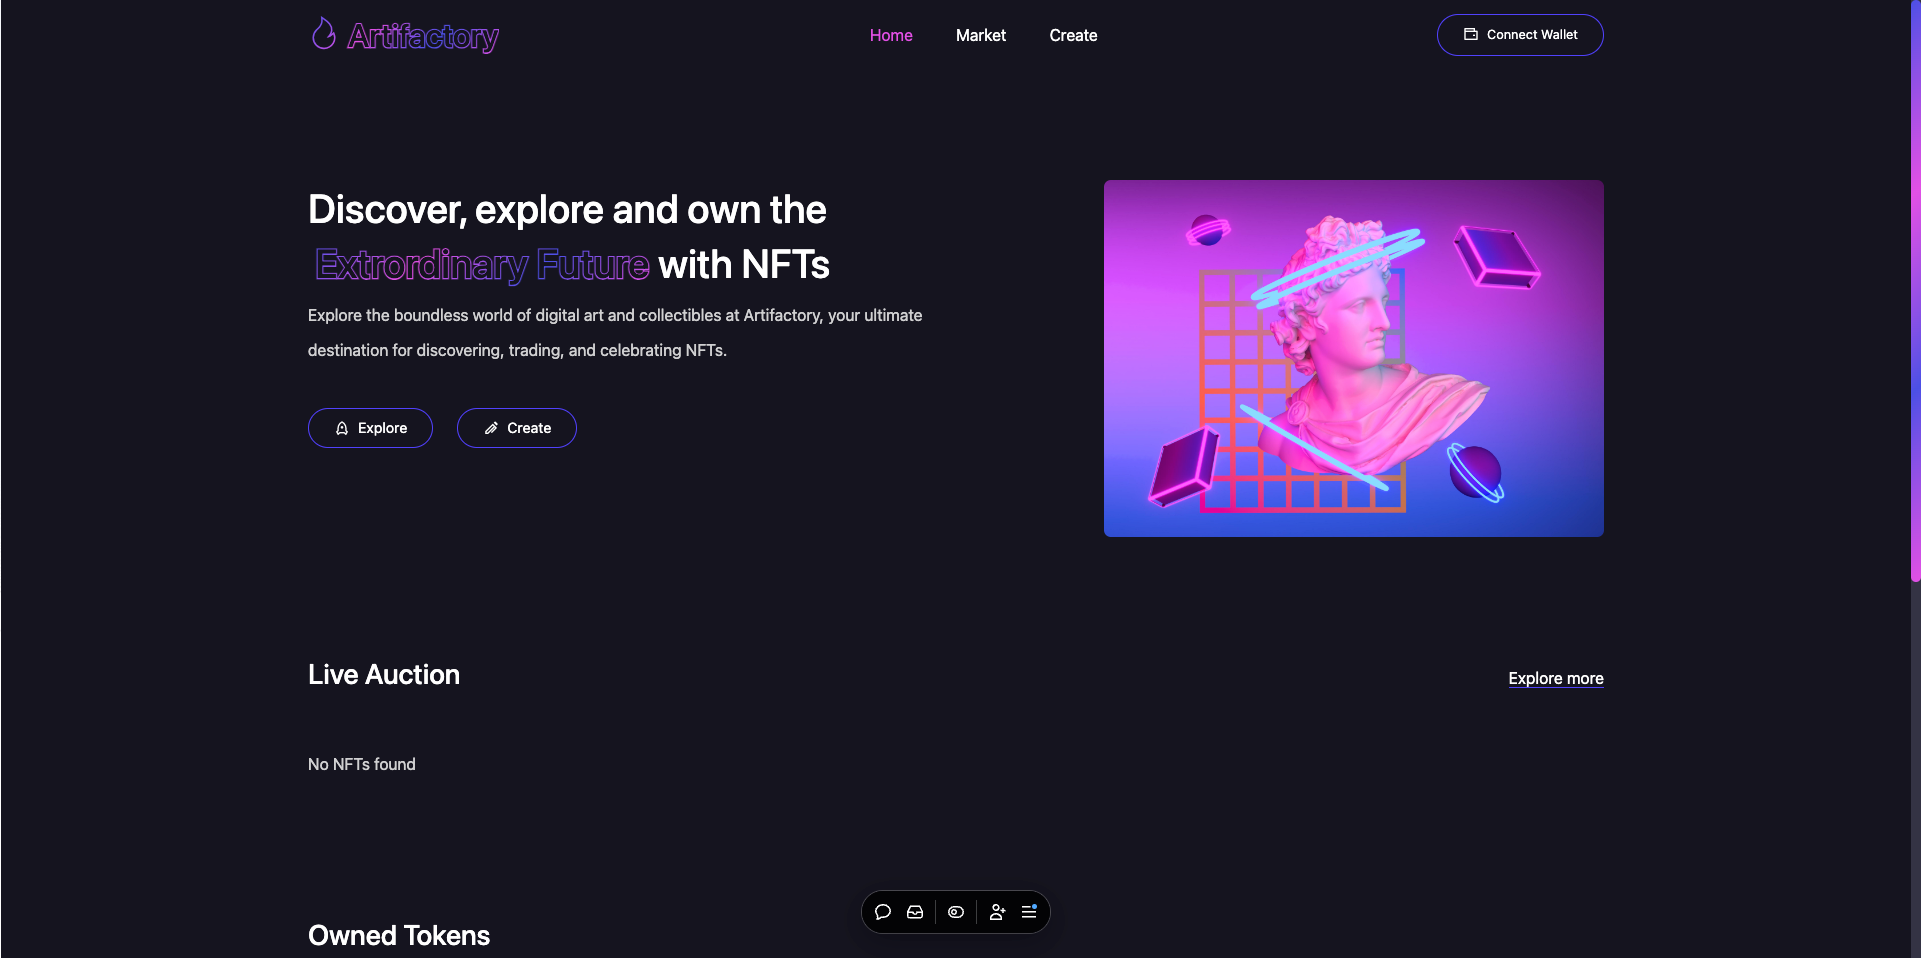 Artifactory
Home
Market
Create
Connect Wallet
Discover, explore and own the
Extrordinary Future with NFTs
Explore the boundless world of digital art and collectibles at Artifactory, your ultimate
destination for discovering, trading, and celebrating NFTs.
Explore
Create
Live Auction
Explore more
No NFTs found
Owned Tokens